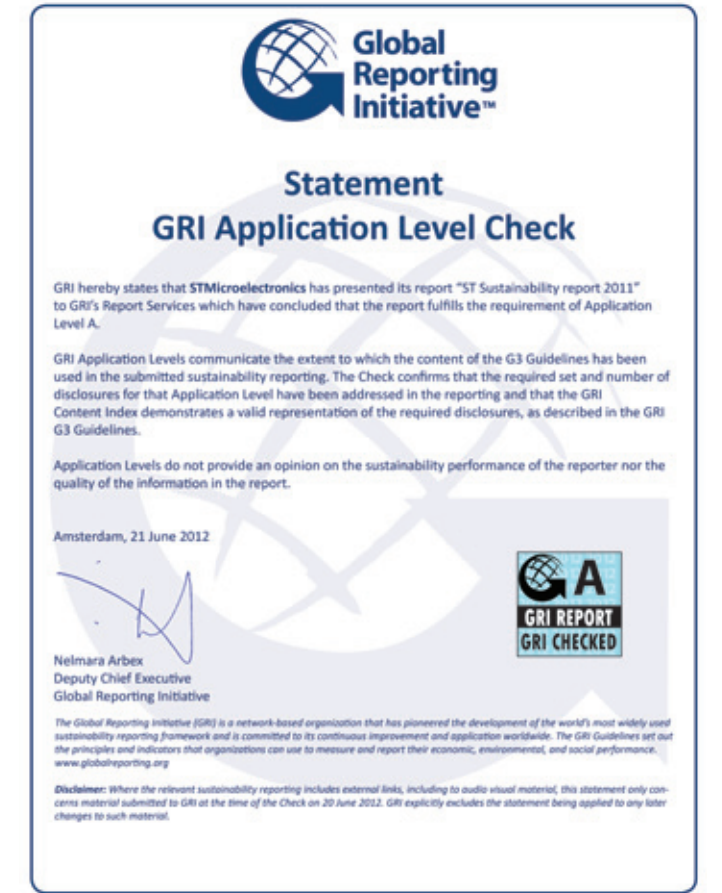 Global
Reporting
Initiative™
Statement
GRI Application Level Check
GRI hereby states that STMicroelectronics has presented its report “ST Sustainability report 2011”
to GRI’s Report Services which have concluded that the report fulfills the requirement of Application
Level A.
GRI Application Levels communicate the extent to which the content of the G3 Guidelines has been
used in the submitted sustainability reporting. The Check confirms that the required set and number of
disclosures for that Application Level have been addressed in the reporting and that the GRI
Content Index demonstrates a valid representation of the required disclosures, as described in the GRI
G3 Guidelines.
Application Levels do not provide an opinion on the sustainability performance of the reporter nor the
quality of the information in the report.
Amsterdam, 21 June 2012
A
GRI REPORT
GRI CHECKED
Nelmara Arbex
Deputy Chief Executive
Global Reporting Initiative
The Global Reporting Initiative (GRI) is a network-based organization that has pioneered the development of the world’s most widely used
sustainability reporting framework and is committed to its continuous improvement and application worldwide. The GRI Guidelines set out
the principles and indicators that organizations can use to measure and report their economic, environmental, and social performance.
www.globalreporting.org
Disclaimer: Where the relevant sustainability reporting includes external links, including to audio visual material, this statement only con-
cerns material submitted to GRI at the time of the Check on 20 June 2012. GRI explicitly excludes the statement being applied to any later
changes to such material.